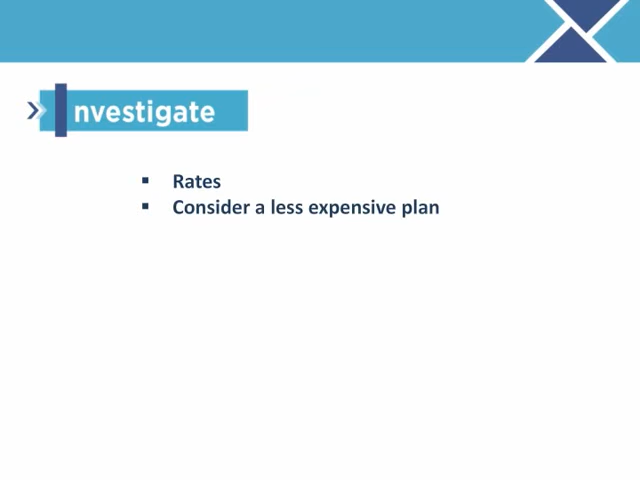 Investigate
▪ Rates
▪ Consider a less expensive plan